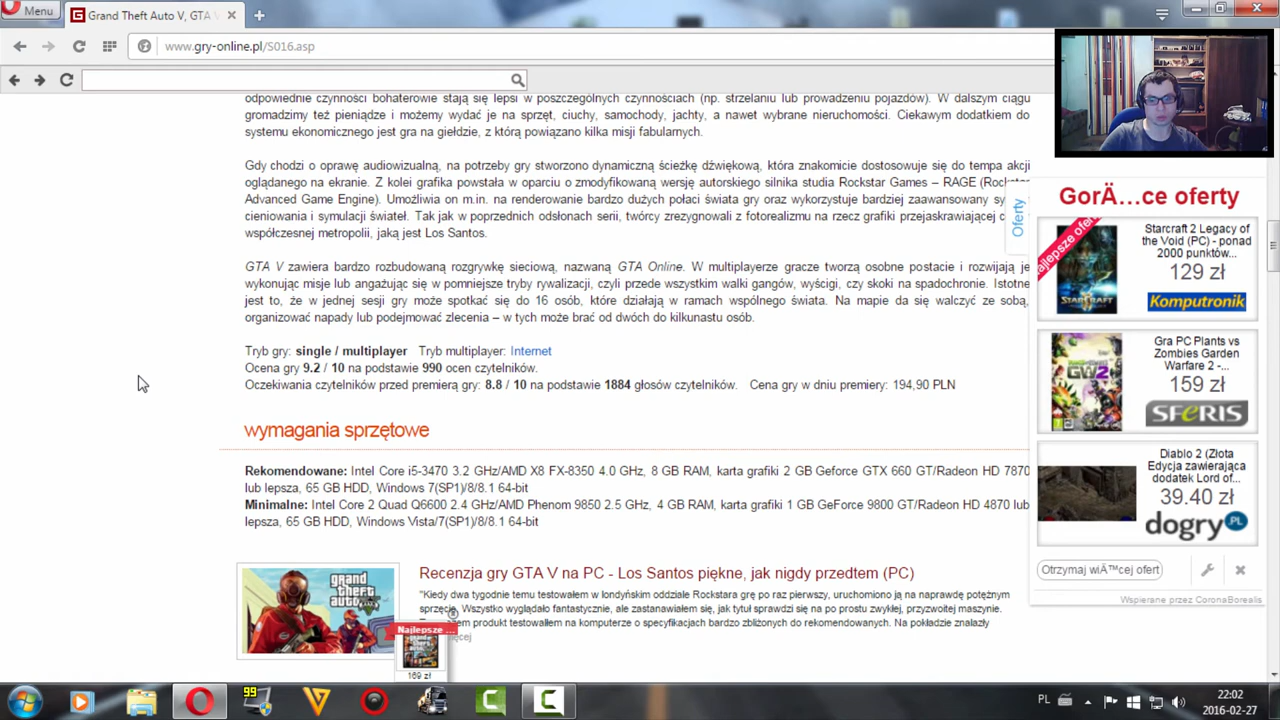 Menu
Grand Theft Auto V, GTA V
www.gry-online.pl/S016.asp
odpowiednie czynności bohaterowie stają się lepsi w poszczególnych czynnościach (np. strzelaniu lub prowadzeniu pojazdów). W dalszym ciągu
gromadzimy też pieniądze i możemy wydać je na sprzęt, ciuchy, samochody, jachty, a nawet wybrane nieruchomości. Ciekawym dodatkiem do
systemu ekonomicznego jest gra na giełdzie, z którą powiązano kilka misji fabularnych.
Gdy chodzi o oprawę audiowizualną, na potrzeby gry stworzono dynamiczną ścieżkę dźwiękową, która znakomicie dostosowuje się do tempa akcji
oglądanego na ekranie. Z kolei grafika powstała w oparciu o zmodyfikowaną wersję autorskiego silnika studia Rockstar Games – RAGE (Rockstar
Advanced Game Engine). Umożliwia on m.in. na renderowanie bardzo dużych połaci świata gry oraz wykorzystuje bardziej zaawansowany sy
cieniowania i symulacji świateł. Tak jak w poprzednich odsłonach serii, twórcy zrezygnowali z fotorealizmu na rzecz grafiki przejaskrawiającej c
współczesnej metropolii, jaką jest Los Santos.
GTA V zawiera bardzo rozbudowaną rozgrywkę sieciową, nazwaną GTA Online. W multiplayerze gracze tworzą osobne postacie i rozwijają je
wykonując misje lub angażując się w pomniejsze tryby rywalizacji, czyli przede wszystkim walki gangów, wyścigi, czy skoki na spadochronie. Istotne
jest to, że w jednej sesji gry może spotkać się do 16 osób, które działają w ramach wspólnego świata. Na mapie da się walczyć ze sobą,
organizować napady lub podejmować zlecenia – w tych może brać od dwóch do kilkunastu osób.
Tryb gry: single / multiplayer Tryb multiplayer: Internet
Ocena gry 9.2 / 10 na podstawie 990 ocen czytelników.
Oczekiwania czytelników przed premierą gry: 8.8 / 10 na podstawie 1884 głosów czytelników. Cena gry w dniu premiery: 194,90 PLN
wymagania sprzętowe
Rekomendowane: Intel Core i5-3470 3.2 GHz/AMD X8 FX-8350 4.0 GHz, 8 GB RAM, karta grafiki 2 GB Geforce GTX 660 GT/Radeon HD 7870
lub lepsza, 65 GB HDD, Windows 7(SP1)/8/8.1 64-bit
Minimalne: Intel Core 2 Quad Q6600 2.4 GHz/AMD Phenom 9850 2.5 GHz, 4 GB RAM, karta grafiki 1 GB GeForce 9800 GT/Radeon HD 4870 lub
lepsza, 65 GB HDD, Windows Vista/7(SP1)/8/8.1 64-bit
grand theft auto V
Recenzja gry GTA V na PC - Los Santos piękne, jak nigdy przedtem (PC)
"Kiedy dwa tygodnie temu testowałem w londyńskim oddziale Rockstara grę po raz pierwszy, uruchomiono ją na naprawdę potężnym
sprzęcie. Wszystko wyglądało fantastycznie, ale zastanawiałem się, jak tytuł sprawdzi się na po prostu zwykłej, przyzwoitej maszynie.
produkt testowałem na komputerze o specyfikacjach bardzo zbliżonych do rekomendowanych. Na pokładzie znalazły
więcej
Najlepsze ...
169 zł
Oferty
GorÄ…ce oferty
Najlepsze ofer
Starcraft 2 Legacy of
the Void (PC) - ponad
2000 punktów...
129 zł
Komputronik
STARCRAFT
Gra PC Plants vs
Zombies Garden
Warfare 2 -...
159 zł
SFERIS
GW2
Diablo 2 (Złota
Edycja zawierająca
dodatek Lord of...
39.40 zł
dogry.PL
Otrzymaj wiÄ™cej ofert
Wspierane przez CoronaBorealis
99
PL
22:02
2016-02-27